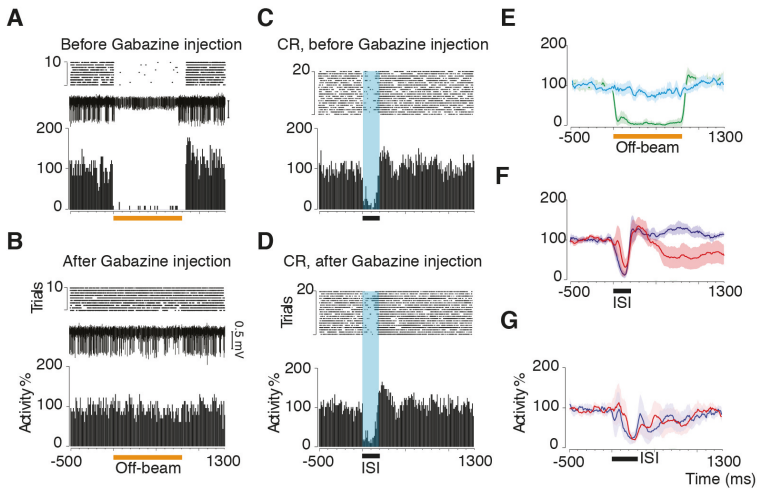 A
Before Gabazine injection
10
200
100
0
B
After Gabazine injection
10
Trials
0.5 mV
200
Activity %
100
0
-500
1300
Off-beam
C
CR, before Gabazine injection
20
200
100
0
D
CR, after Gabazine injection
20
Trials
200
Activity %
100
0
-500
1300
ISI
E
200
100
0
-500
1300
Off-beam
F
200
100
0
-500
1300
ISI
G
200
Activity %
100
0
ISI
-500
1300
Time (ms)